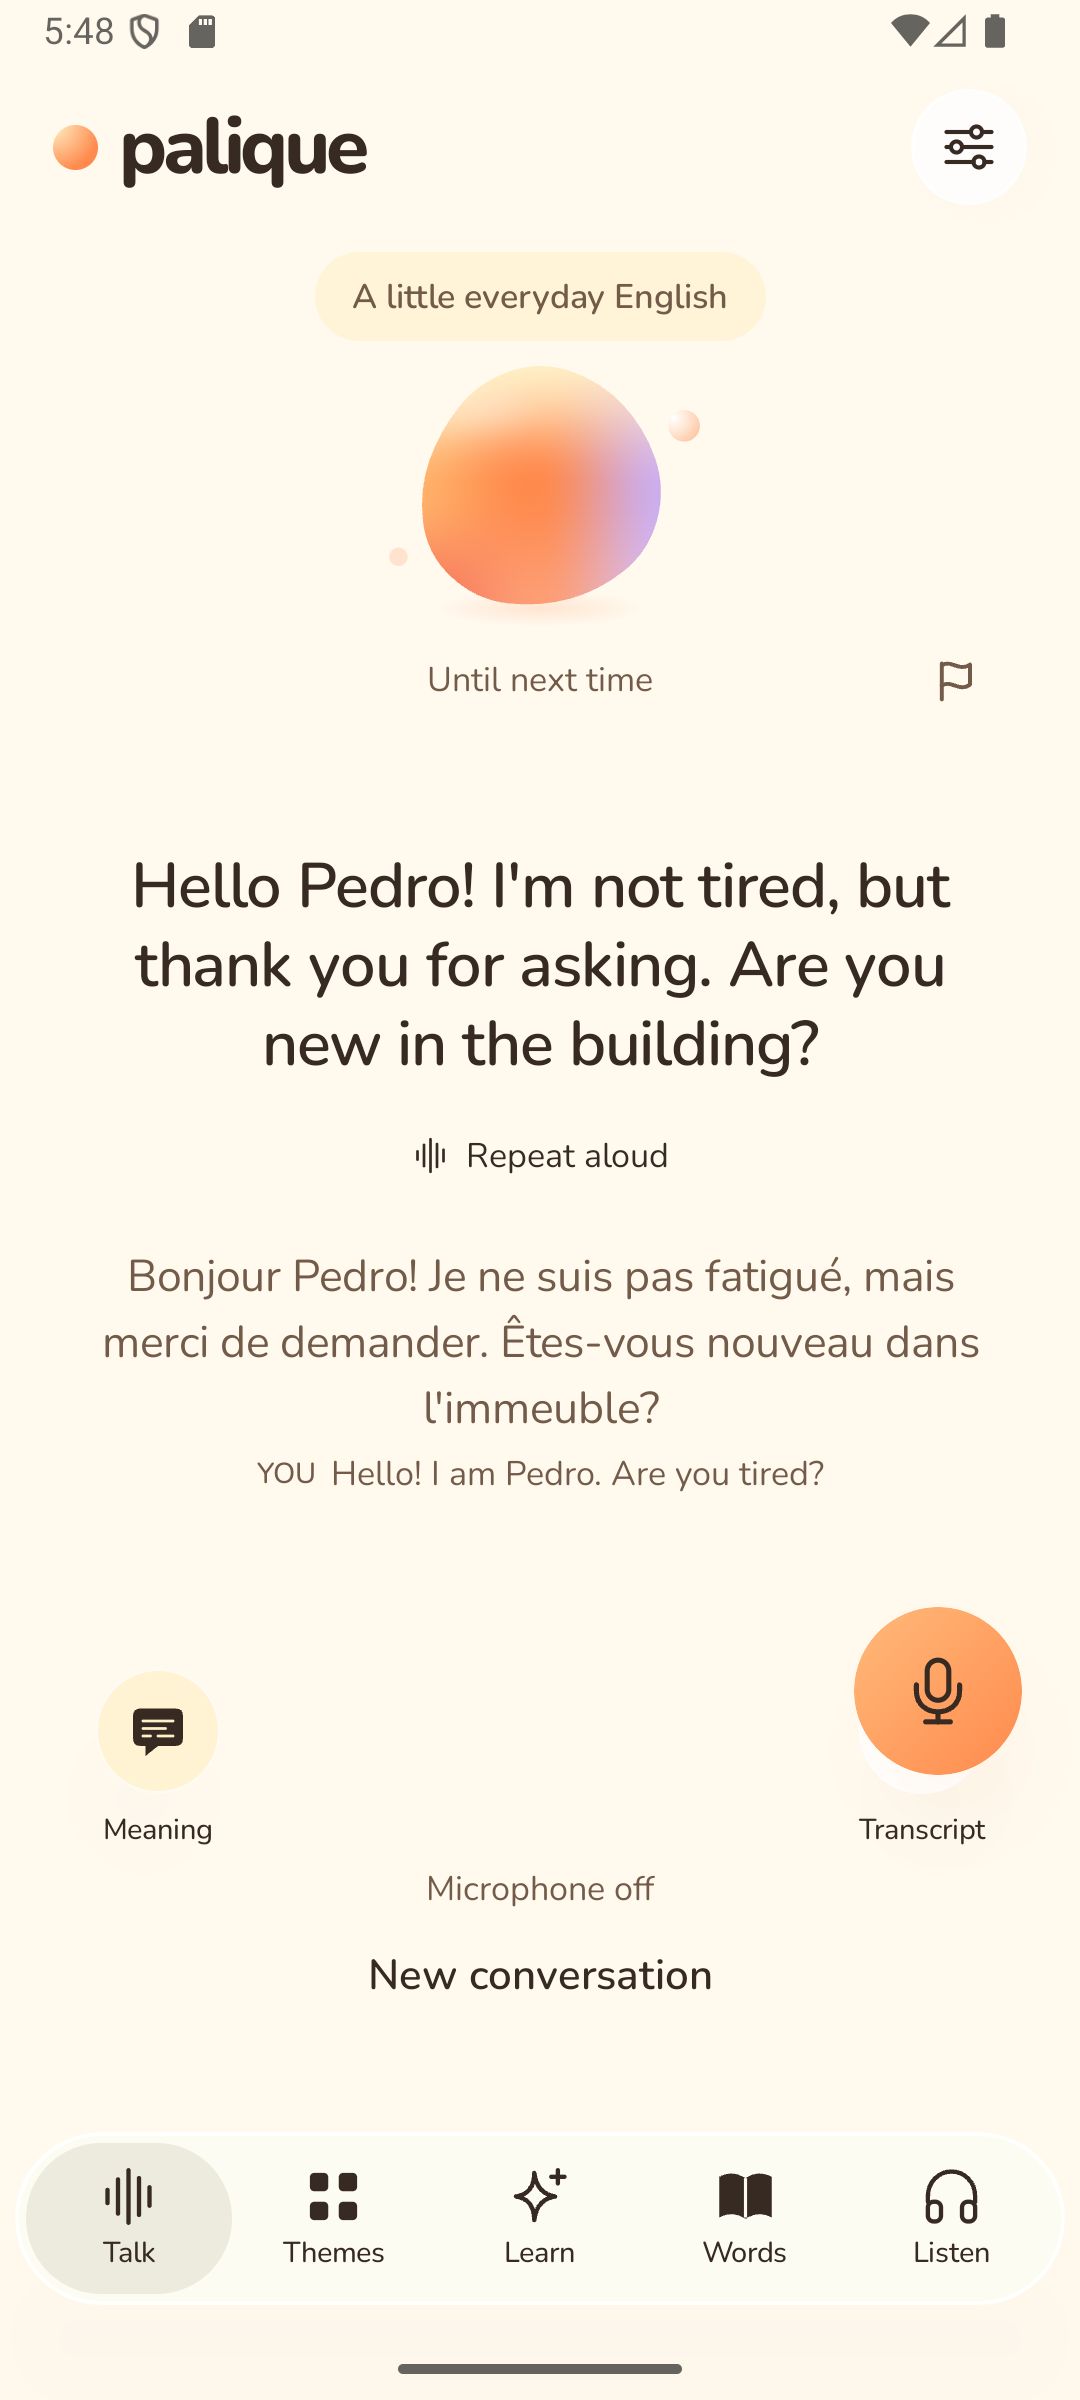 5:48
palique
A little everyday English
Until next time
Hello Pedro! I'm not tired, but
thank you for asking. Are you
new in the building?
Repeat aloud
Bonjour Pedro! Je ne suis pas fatigué, mais
merci de demander. Êtes-vous nouveau dans
l'immeuble?
YOU Hello! I am Pedro. Are you tired?
Meaning
Transcript
Microphone off
New conversation
Talk
Themes
Learn
Words
Listen